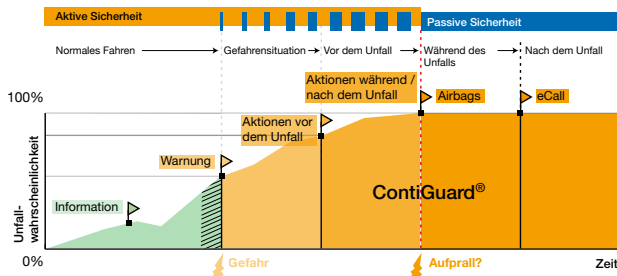 Aktive Sicherheit
Passive Sicherheit
Normales Fahren
Gefahrensituation
Vor dem Unfall
Während des
Unfalls
Nach dem Unfall
Aktionen während /
nach dem Unfall
Airbags
eCall
100%
Aktionen vor
dem Unfall
Warnung
Information
ContiGuard®
Unfall-
wahrscheinlichkeit
0%
Gefahr
Aufprall?
Zeit